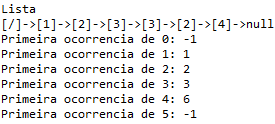 Lista
[/]->[1]->[2]->[3]->[3]->[2]->[4]->null
Primeira ocorrencia de 0: -1
Primeira ocorrencia de 1: 1
Primeira ocorrencia de 2: 2
Primeira ocorrencia de 3: 3
Primeira ocorrencia de 4: 6
Primeira ocorrencia de 5: -1